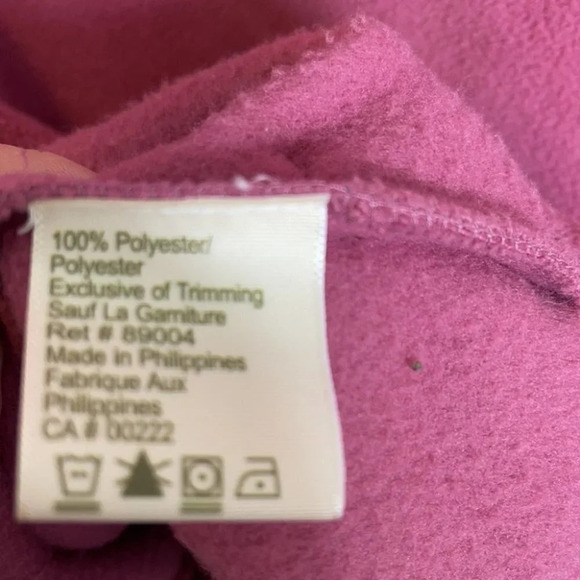 100% Polyester/
Polyester
Exclusive of Trimming
Sauf La Garniture
Ret # 89004
Made in Philippines
Fabrique Aux
Philippines
CA # 00222